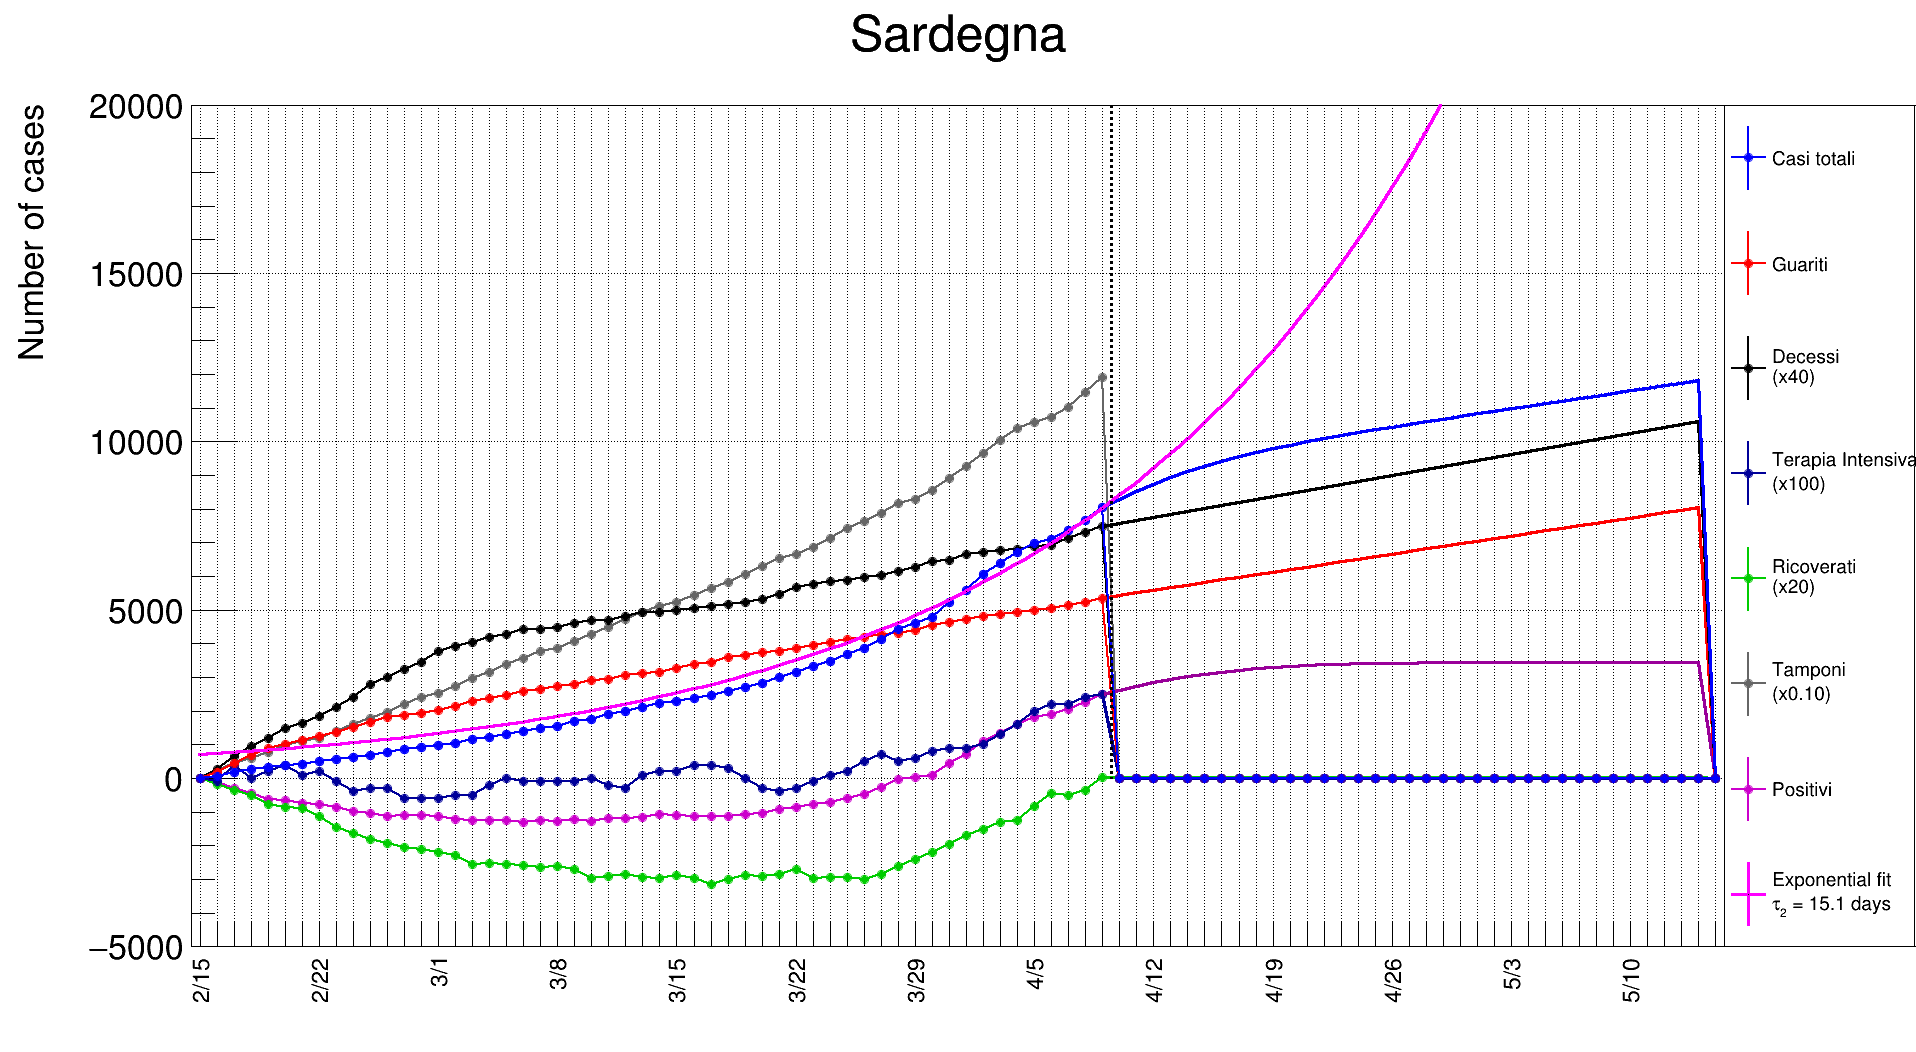 Sardegna
Number of cases
20000
15000
10000
5000
0
−5000
2/15
2/22
3/1
3/8
3/15
3/22
3/29
4/5
4/12
4/19
4/26
5/3
5/10
Casi totali
Guariti
Decessi
(x40)
Terapia Intensiva
(x100)
Ricoverati
(x20)
Tamponi
(x0.10)
Positivi
Exponential fit
τ2 = 15.1 days